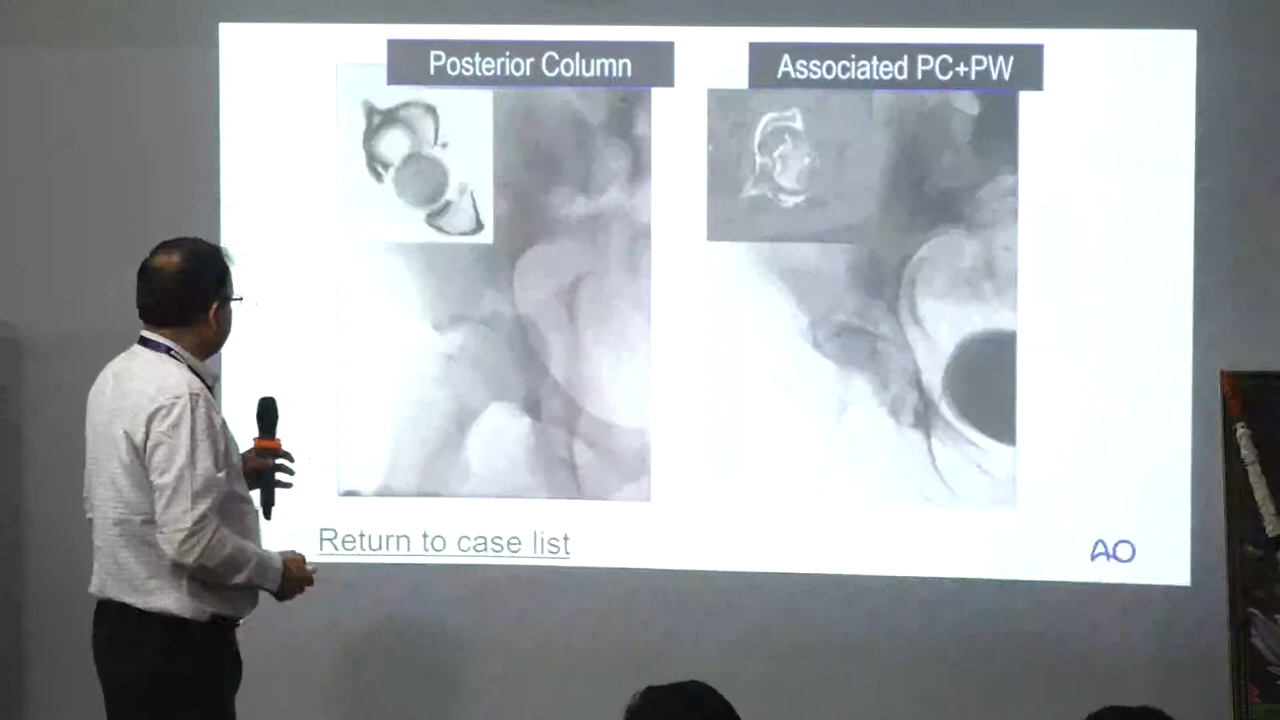 Posterior Column
Associated PC+PW
Return to case list
AO